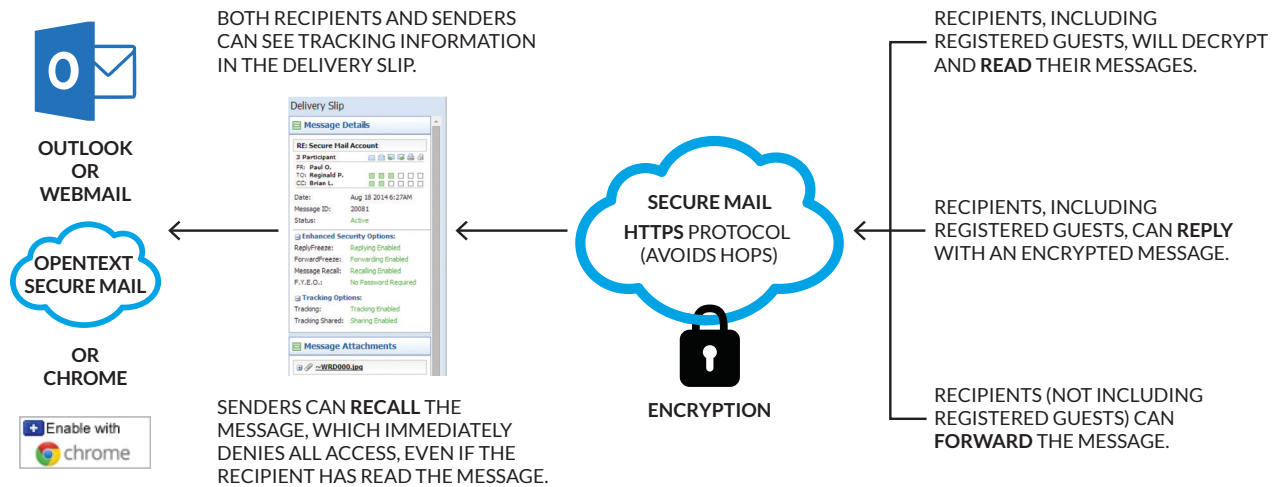 O
OUTLOOK
OR
WEBMAIL
OPENTEXT
SECURE MAIL
OR
CHROME
Enable with
chrome
BOTH RECIPIENTS AND SENDERS
CAN SEE TRACKING INFORMATION
IN THE DELIVERY SLIP.
Delivery Slip
Message Details
RE: Secure Mail Account
3 Participant
FR: Paul O.
TO: Reginald P.
CC: Brian L.
Date: Aug 18 2014 6:27AM
Message ID: 20081
Status: Active
Enhanced Security Options:
ReplyFreeze: Replying Enabled
ForwardFreeze: Forwarding Enabled
Message Recall: Recalling Enabled
F.Y.E.O.: No Password Required
Tracking Options:
Tracking: Tracking Enabled
Tracking Shared: Sharing Enabled
Message Attachments
~WRD000.jpg
SENDERS CAN RECALL THE
MESSAGE, WHICH IMMEDIATELY
DENIES ALL ACCESS, EVEN IF THE
RECIPIENT HAS READ THE MESSAGE.
SECURE MAIL
HTTPS PROTOCOL
(AVOIDS HOPS)
ENCRYPTION
RECIPIENTS, INCLUDING
REGISTERED GUESTS, WILL DECRYPT
AND READ THEIR MESSAGES.
RECIPIENTS, INCLUDING
REGISTERED GUESTS, CAN REPLY
WITH AN ENCRYPTED MESSAGE.
RECIPIENTS (NOT INCLUDING
REGISTERED GUESTS) CAN
FORWARD THE MESSAGE.